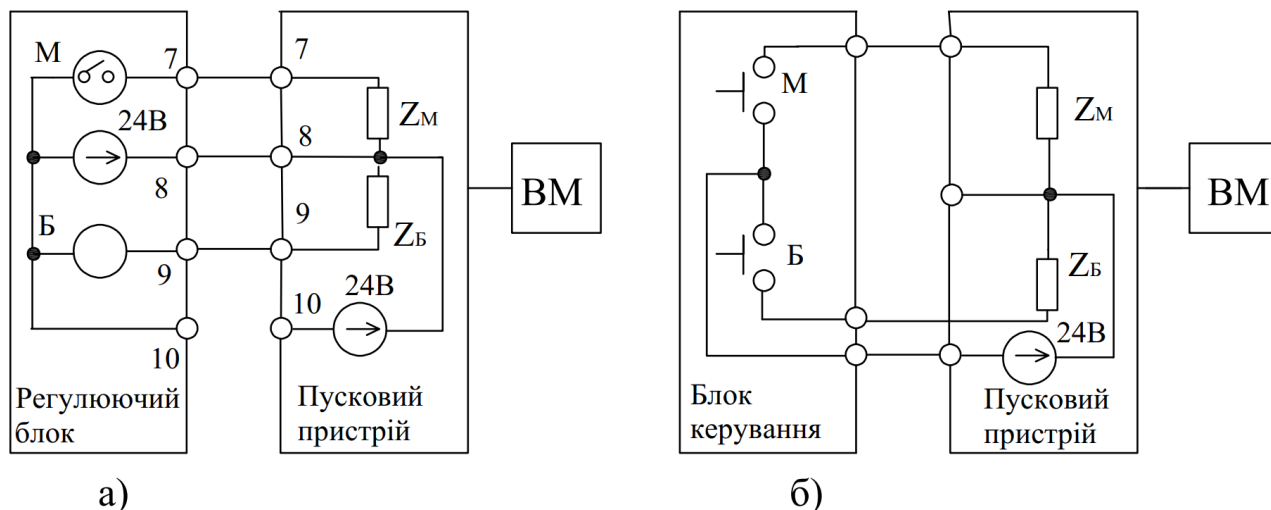 М
7
7
24В
8
ZМ
8
Б
9
ZБ
9
10
24В
10
Регулюючий
блок
Пусковий
пристрій
ВМ
а)
М
ZМ
Б
ZБ
24В
Блок
керування
Пусковий
пристрій
ВМ
б)